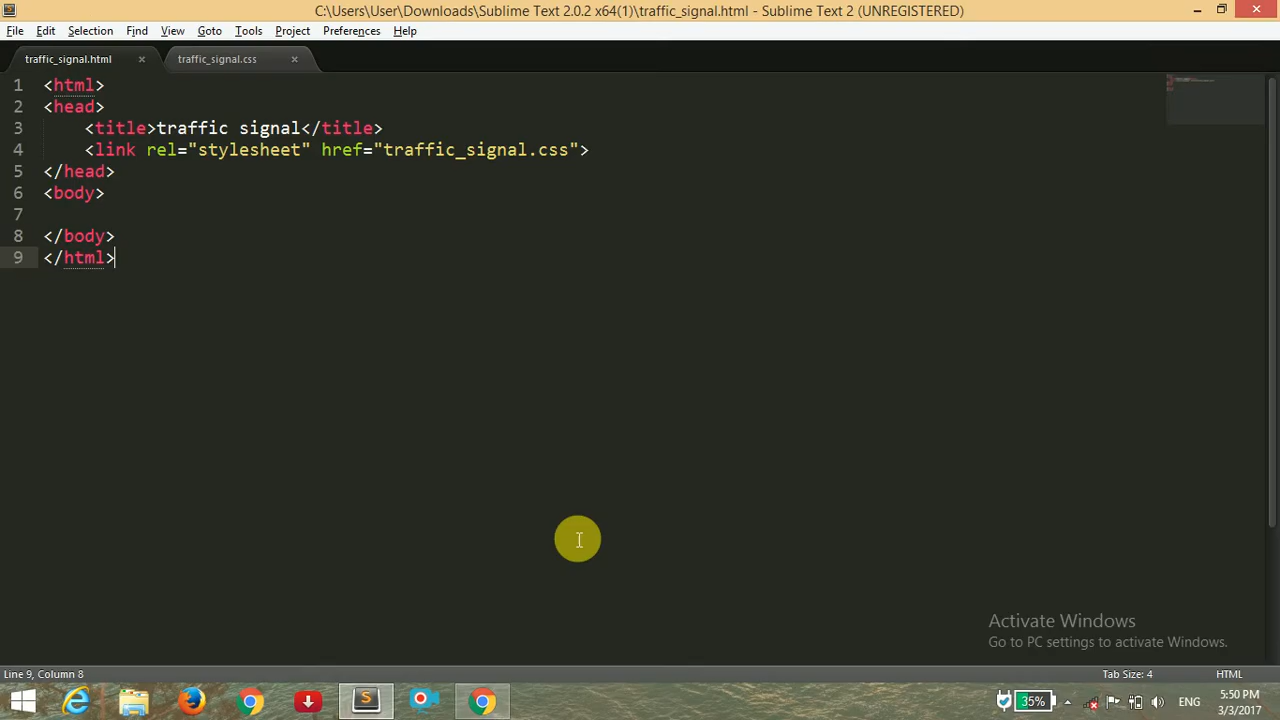 C:\Users\User\Downloads\Sublime Text 2.0.2 x64(1)\traffic_signal.html - Sublime Text 2 (UNREGISTERED)
File Edit Selection Find View Goto Tools Project Preferences Help
traffic_signal.html traffic_signal.css
1 <html>
2 <head>
3 <title>traffic signal</title>
4 <link rel="stylesheet" href="traffic_signal.css">
5 </head>
6 <body>
7
8 </body>
9 </html>
Activate Windows
Go to PC settings to activate Windows.
Line 9, Column 8 Tab Size: 4 HTML
35% ENG 5:50 PM
3/3/2017